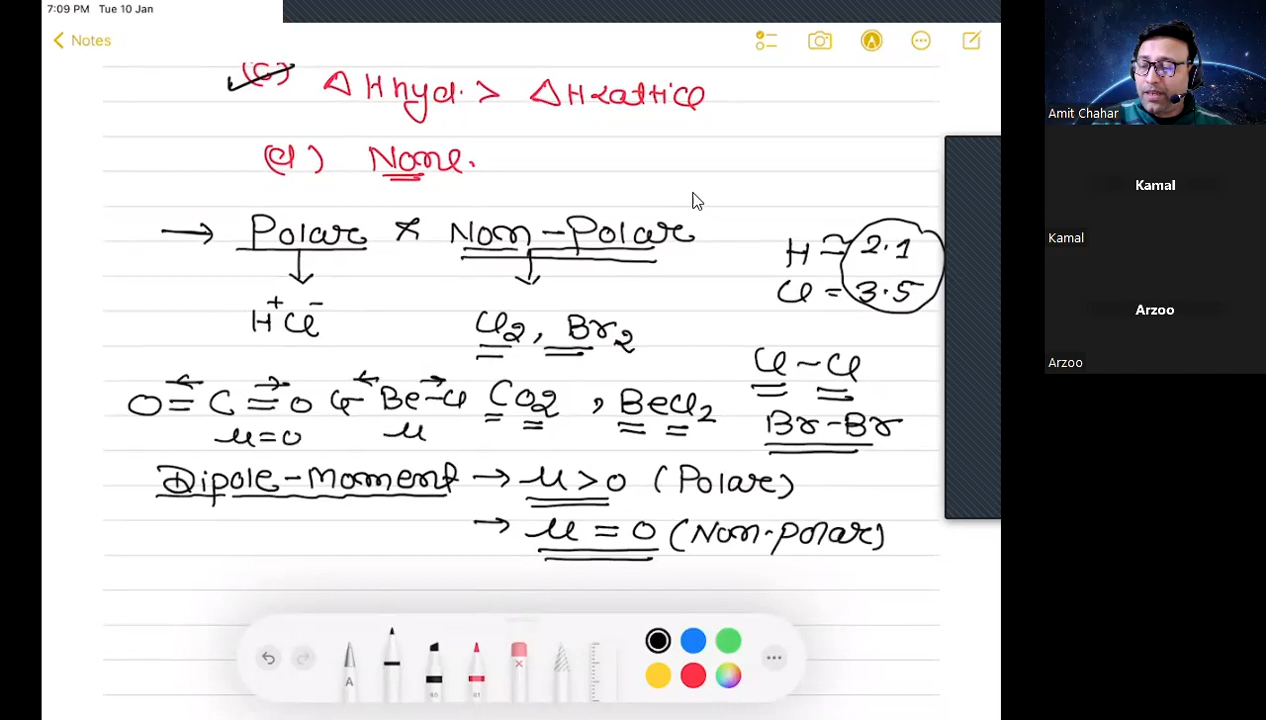 7:09 PM Tue 10 Jan
Notes
(c) ΔHhyd. > ΔHLattice
(d) None.
→ Polar & Non-Polar
H ≃ 2.1
Cl = 3.5
H⁺Cl⁻
Cl2, Br2
Cl-Cl
O=C=O Cl-Be-Cl CO2, BeCl2
Br-Br
μ=0 μ
Dipole-Moment → μ>0 (Polar)
→ μ = 0 (Non-polar)
Amit Chahar
Kamal
Kamal
Arzoo
Arzoo
A